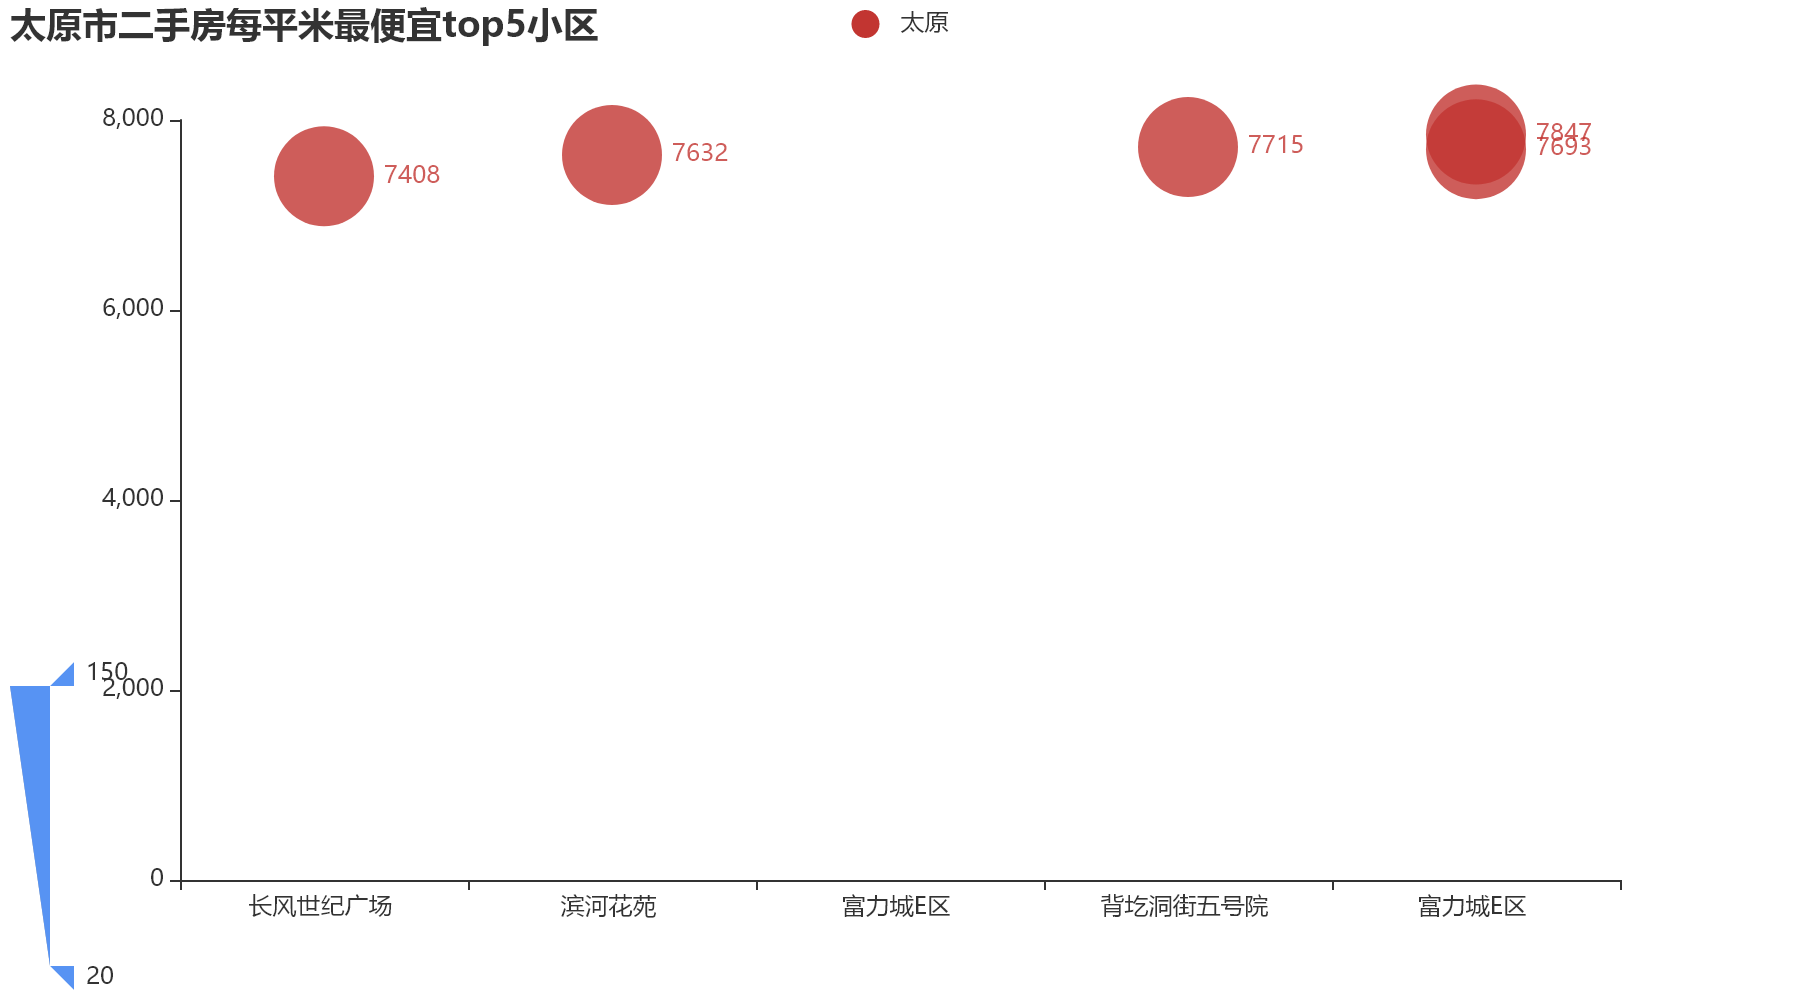 太原市二手房每平米最便宜top5小区
太原
8,000
6,000
4,000
2,000
0
7408
7632
7715
7847
7693
长风世纪广场
滨河花苑
富力城E区
背圪洞街五号院
富力城E区
150
20